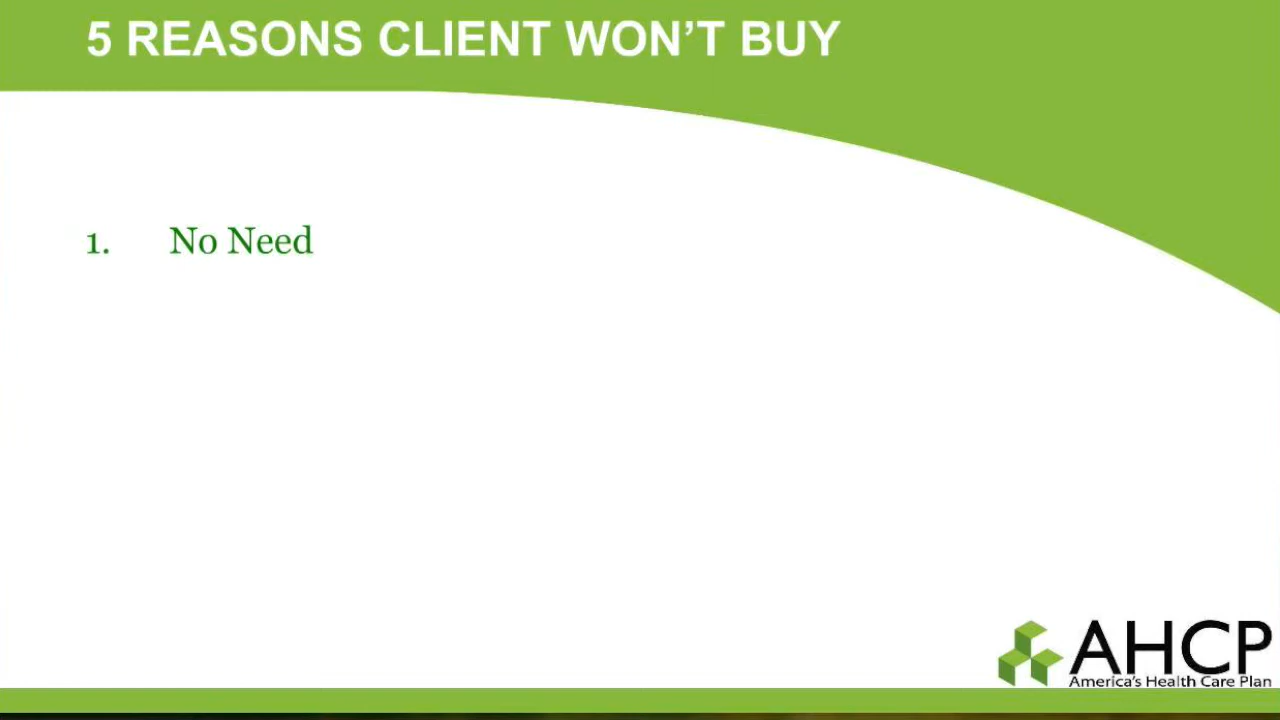 5 REASONS CLIENT WON’T BUY
1. No Need
AHCP
America's Health Care Plan